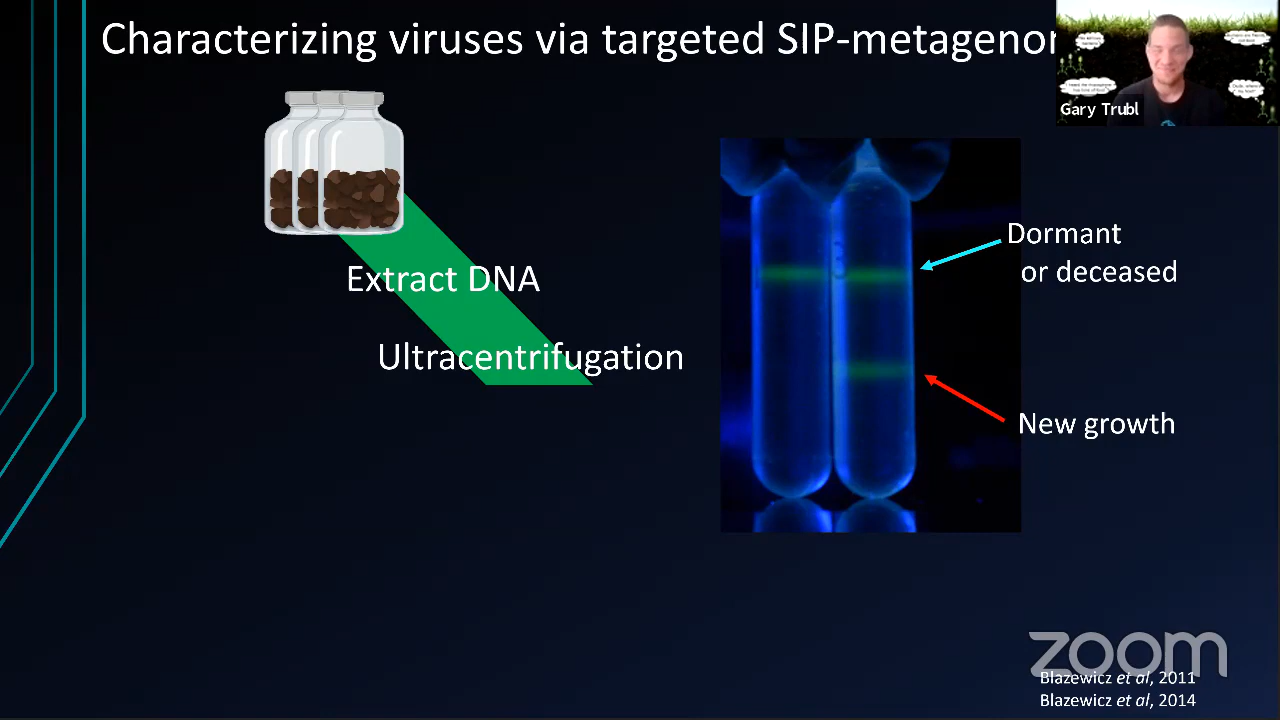 Characterizing viruses via targeted SIP-metagenom
Gary Trubl
Extract DNA
Ultracentrifugation
Dormant
or deceased
New growth
zoom
Blazewicz et al, 2011
Blazewicz et al, 2014